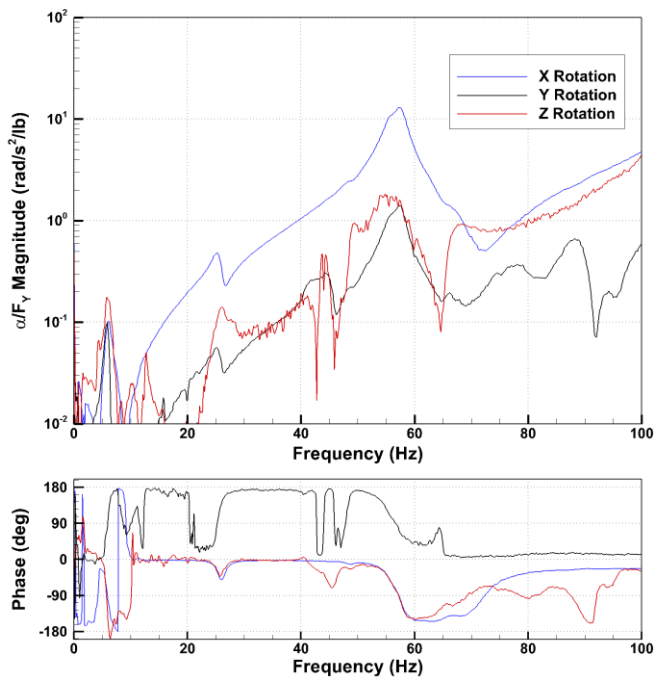 10²
10¹
10⁰
10⁻¹
10⁻²
α/F_Y Magnitude (rad/s²/lb)
X Rotation
Y Rotation
Z Rotation
0 20 40 60 80 100
Frequency (Hz)
180
90
0
-90
-180
Phase (deg)
0 20 40 60 80 100
Frequency (Hz)